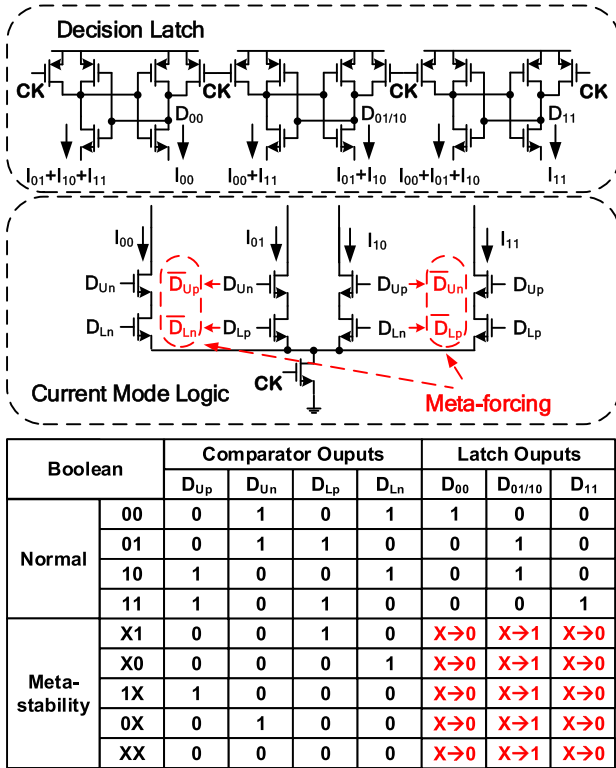 Decision Latch
CK CK CK CK
D00 D01/10 D11
I01+I10+I11 I00 I00+I11 I01+I10 I00+I01+I10 I11
I00 I01 I10 I11
DUn D̅U̅p̅ DUn DUp D̅U̅n̅ DUp
DLn D̅L̅n̅ DLp DLn D̅L̅p̅ DLp
CK
Current Mode Logic Meta-forcing
Boolean Comparator Ouputs Latch Ouputs
DUp DUn DLp DLn D00 D01/10 D11
Normal
00 0 1 0 1 1 0 0
01 0 1 1 0 0 1 0
10 1 0 0 1 0 1 0
11 1 0 1 0 0 0 1
Meta-
stability
X1 0 0 1 0 X→0 X→1 X→0
X0 0 0 0 1 X→0 X→1 X→0
1X 1 0 0 0 X→0 X→1 X→0
0X 0 1 0 0 X→0 X→1 X→0
XX 0 0 0 0 X→0 X→1 X→0